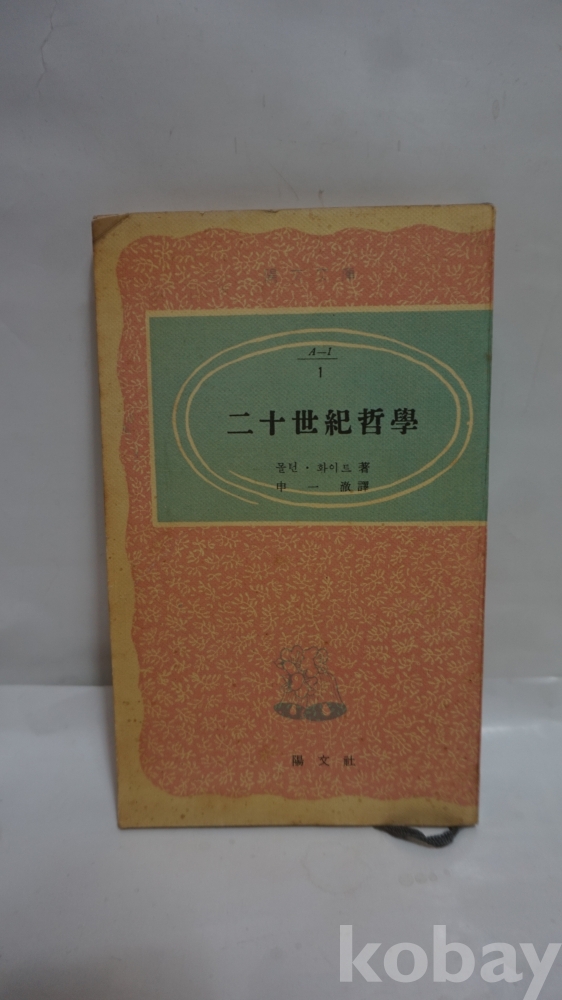 A—1
1
二十世紀哲學
몰턴 · 화이트 著
申一澈 譯
陽文社
kobay